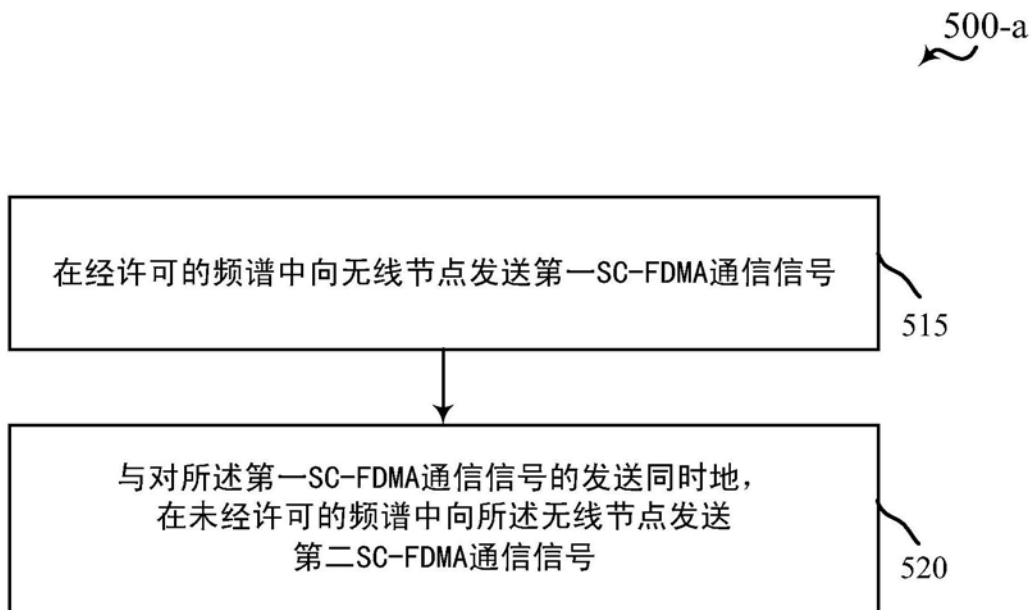 500-a
在经许可的频谱中向无线节点发送第一SC-FDMA通信信号
515
与对所述第一SC-FDMA通信信号的发送同时地,
在未经许可的频谱中向所述无线节点发送
第二SC-FDMA通信信号
520